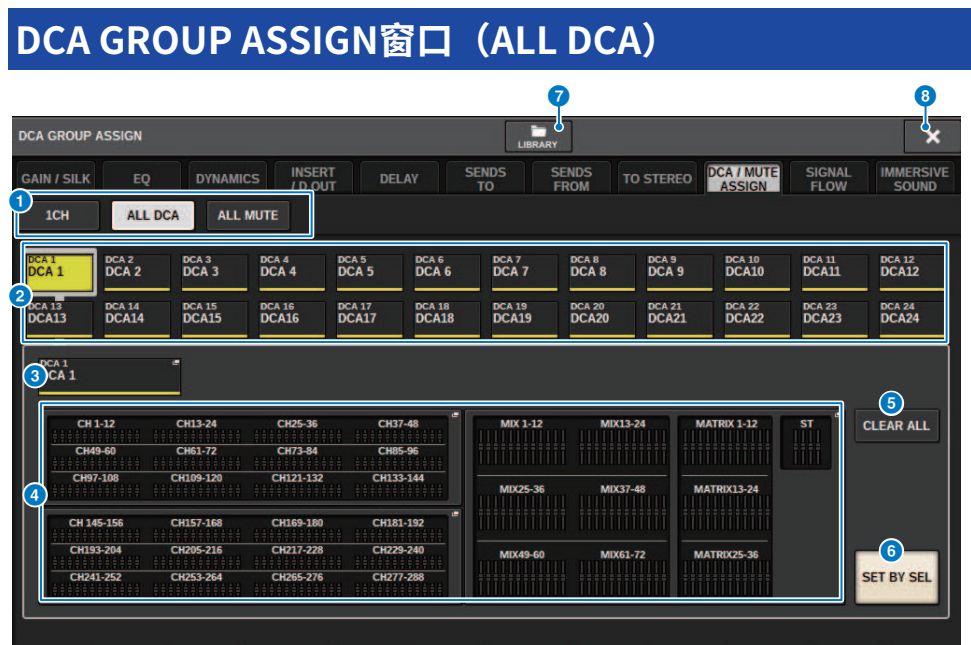 DCA GROUP ASSIGN窗口（ALL DCA）
7
8
DCA GROUP ASSIGN
LIBRARY
GAIN / SILK
EQ
DYNAMICS
INSERT
/ D.OUT
DELAY
SENDS
TO
SENDS
FROM
TO STEREO
DCA / MUTE
ASSIGN
SIGNAL
FLOW
IMMERSIVE
SOUND
1
1CH
ALL DCA
ALL MUTE
2
DCA 1
DCA 1
DCA 2
DCA 2
DCA 3
DCA 3
DCA 4
DCA 4
DCA 5
DCA 5
DCA 6
DCA 6
DCA 7
DCA 7
DCA 8
DCA 8
DCA 9
DCA 9
DCA 10
DCA10
DCA 11
DCA11
DCA 12
DCA12
DCA 13
DCA13
DCA 14
DCA14
DCA 15
DCA15
DCA 16
DCA16
DCA 17
DCA17
DCA 18
DCA18
DCA 19
DCA19
DCA 20
DCA20
DCA 21
DCA21
DCA 22
DCA22
DCA 23
DCA23
DCA 24
DCA24
3
DCA 1
DCA 1
4
CH 1-12
CH13-24
CH25-36
CH37-48
CH49-60
CH61-72
CH73-84
CH85-96
CH97-108
CH109-120
CH121-132
CH133-144
CH 145-156
CH157-168
CH169-180
CH181-192
CH193-204
CH205-216
CH217-228
CH229-240
CH241-252
CH253-264
CH265-276
CH277-288
MIX 1-12
MIX13-24
MATRIX 1-12
ST
MIX25-36
MIX37-48
MATRIX13-24
MIX49-60
MIX61-72
MATRIX25-36
5
CLEAR ALL
6
SET BY SEL